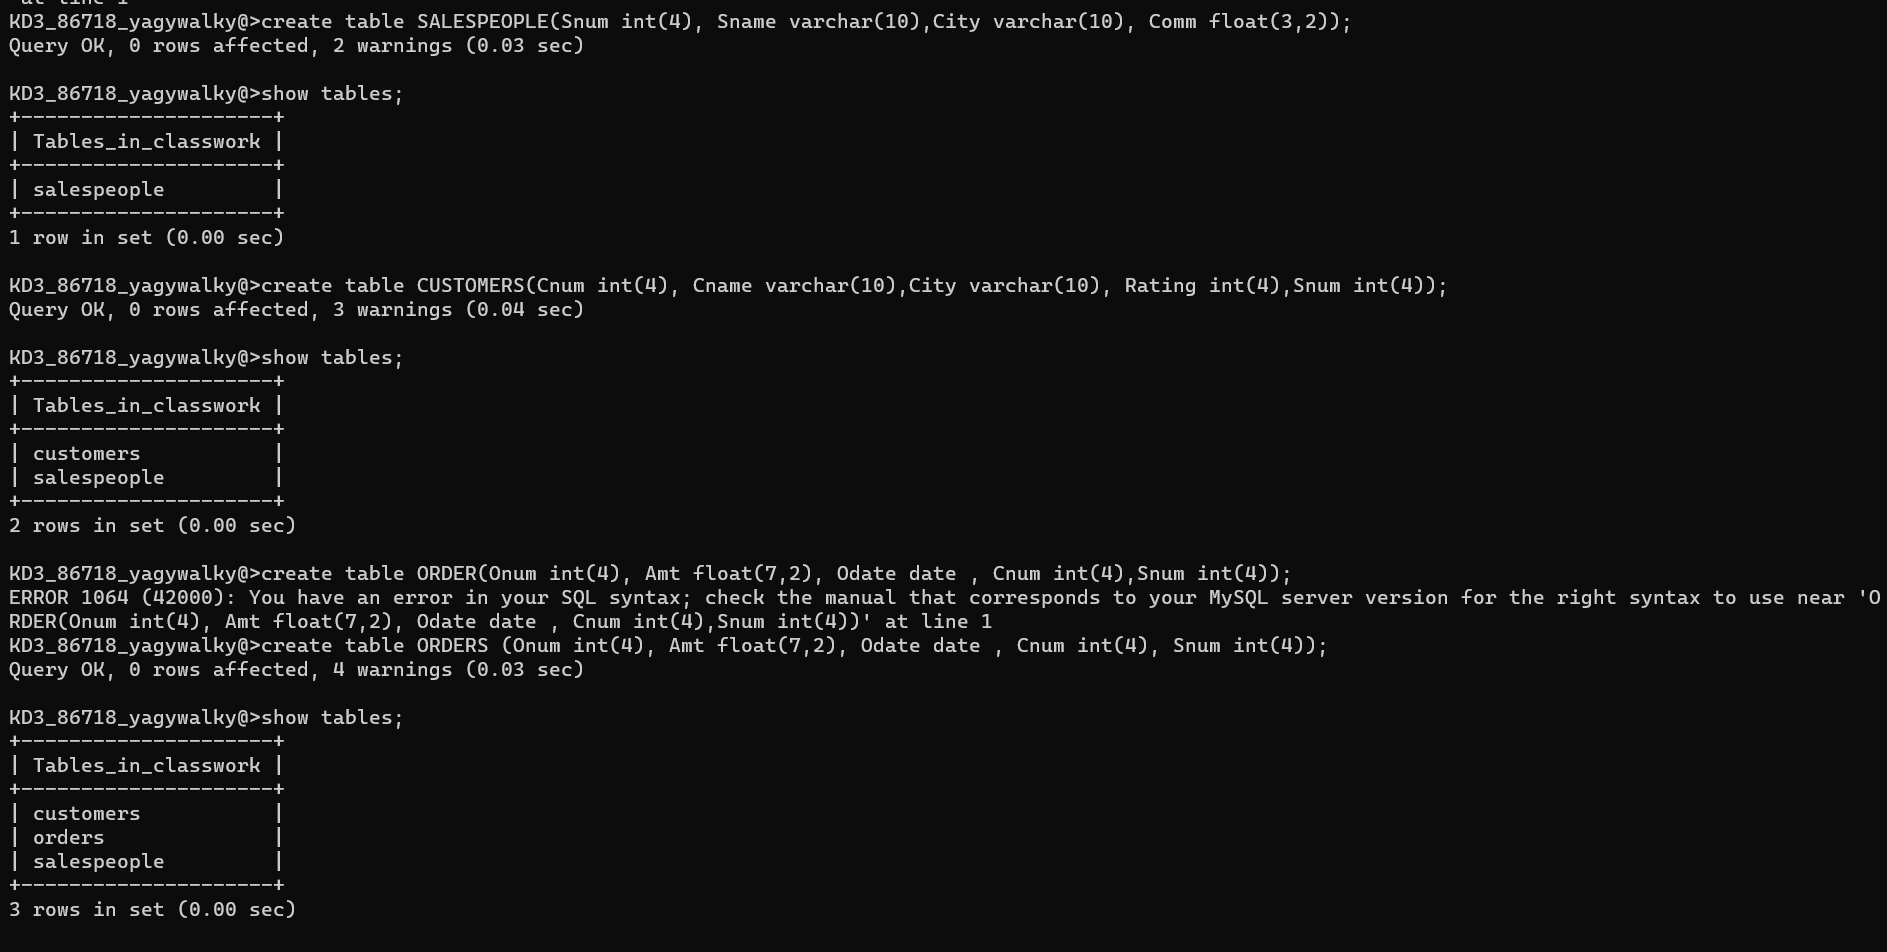 at line 1
KD3_86718_yagywalky@>create table SALESPEOPLE(Snum int(4), Sname varchar(10),City varchar(10), Comm float(3,2));
Query OK, 0 rows affected, 2 warnings (0.03 sec)
KD3_86718_yagywalky@>show tables;
+---------------------+
| Tables_in_classwork |
+---------------------+
| salespeople         |
+---------------------+
1 row in set (0.00 sec)
KD3_86718_yagywalky@>create table CUSTOMERS(Cnum int(4), Cname varchar(10),City varchar(10), Rating int(4),Snum int(4));
Query OK, 0 rows affected, 3 warnings (0.04 sec)
KD3_86718_yagywalky@>show tables;
+---------------------+
| Tables_in_classwork |
+---------------------+
| customers           |
| salespeople         |
+---------------------+
2 rows in set (0.00 sec)
KD3_86718_yagywalky@>create table ORDER(Onum int(4), Amt float(7,2), Odate date , Cnum int(4),Snum int(4));
ERROR 1064 (42000): You have an error in your SQL syntax; check the manual that corresponds to your MySQL server version for the right syntax to use near 'O
RDER(Onum int(4), Amt float(7,2), Odate date , Cnum int(4),Snum int(4))' at line 1
KD3_86718_yagywalky@>create table ORDERS (Onum int(4), Amt float(7,2), Odate date , Cnum int(4), Snum int(4));
Query OK, 0 rows affected, 4 warnings (0.03 sec)
KD3_86718_yagywalky@>show tables;
+---------------------+
| Tables_in_classwork |
+---------------------+
| customers           |
| orders              |
| salespeople         |
+---------------------+
3 rows in set (0.00 sec)